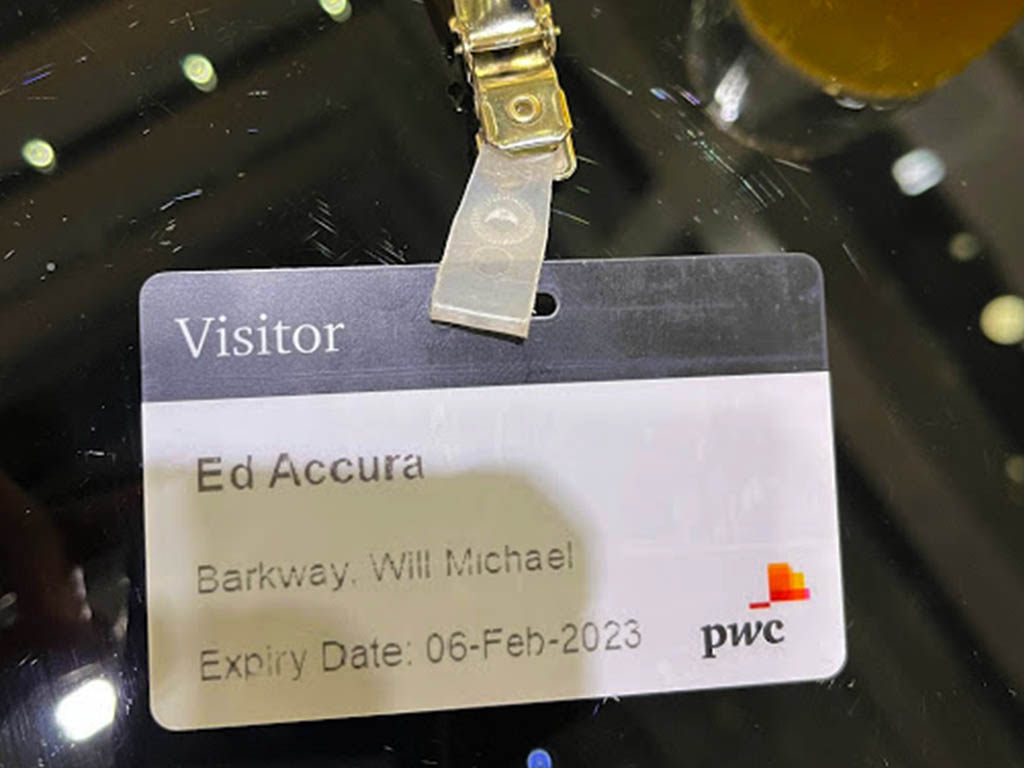 Visitor
Ed Accura
Barkway, Will Michael
Expiry Date: 06-Feb-2023
pwc